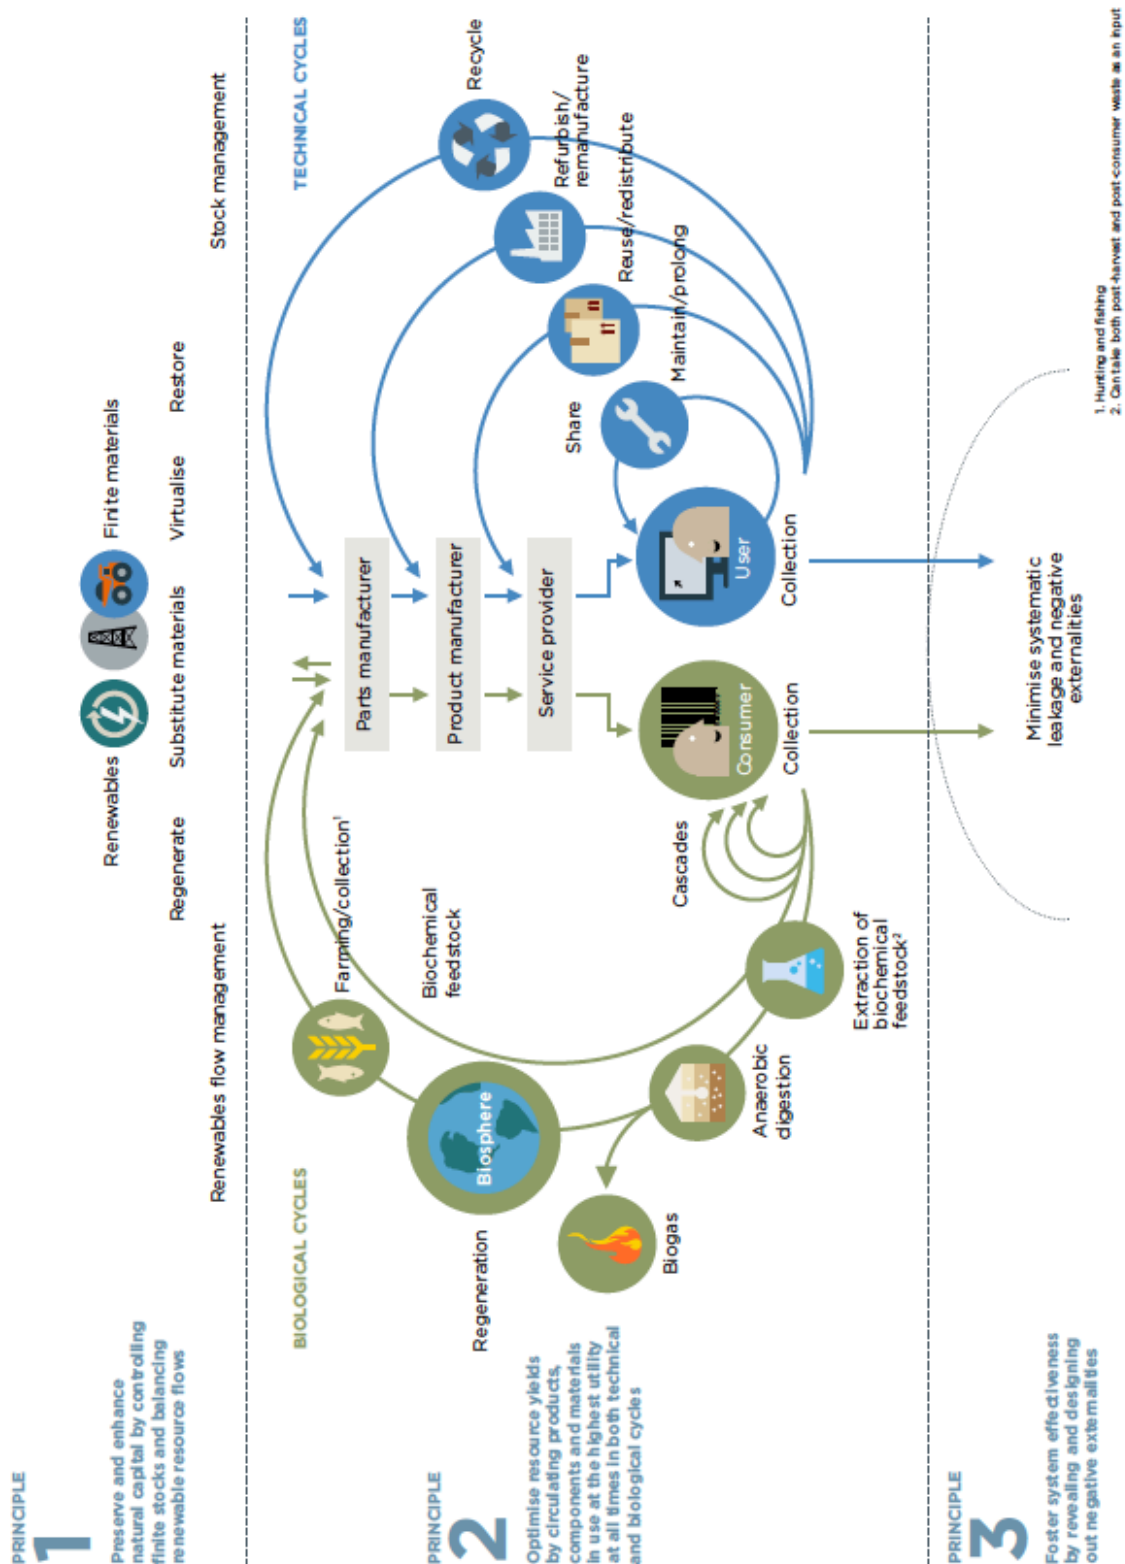 PRINCIPLE
1
Preserve and enhance
natural capital by controlling
finite stocks and balancing
renewable resource flows
Renewables
Finite materials
Regenerate
Substitute materials
Virtualise
Restore
Renewables flow management
Stock management
PRINCIPLE
2
Optimise resource yields
by circulating products,
components and materials
in use at the highest utility
at all times in both technical
and biological cycles
BIOLOGICAL CYCLES
TECHNICAL CYCLES
Farming/collection¹
Biochemical
feedstock
Regeneration
Biosphere
Biogas
Anaerobic
digestion
Extraction of
biochemical
feedstock²
Cascades
Parts manufacturer
Product manufacturer
Service provider
Consumer
Collection
User
Collection
Share
Maintain/prolong
Reuse/redistribute
Refurbish/
remanufacture
Recycle
PRINCIPLE
3
Foster system effectiveness
by revealing and designing
out negative externalities
Minimise systematic
leakage and negative
externalities
1. Hunting and fishing
2. Can take both post-harvest and post-consumer waste as an input